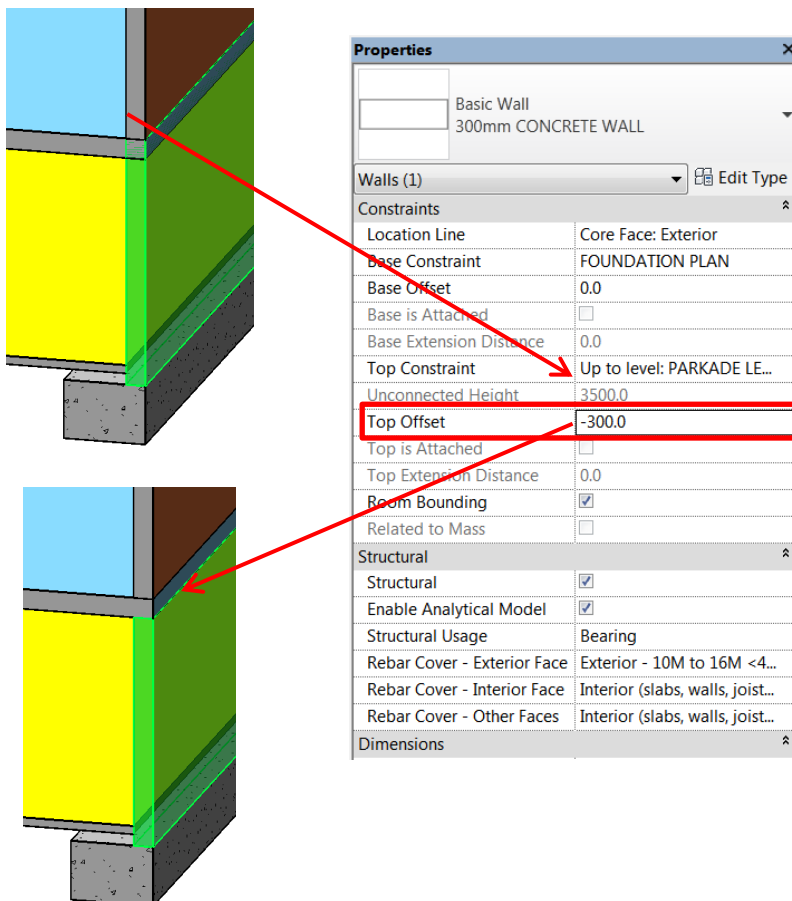 Properties
Basic Wall
300mm CONCRETE WALL
Walls (1) Edit Type
Constraints
Location Line Core Face: Exterior
Base Constraint FOUNDATION PLAN
Base Offset 0.0
Base is Attached
Base Extension Distance 0.0
Top Constraint Up to level: PARKADE LE...
Unconnected Height 3500.0
Top Offset -300.0
Top is Attached
Top Extension Distance 0.0
Room Bounding
Related to Mass
Structural
Structural
Enable Analytical Model
Structural Usage Bearing
Rebar Cover - Exterior Face Exterior - 10M to 16M <4...
Rebar Cover - Interior Face Interior (slabs, walls, joist...
Rebar Cover - Other Faces Interior (slabs, walls, joist...
Dimensions